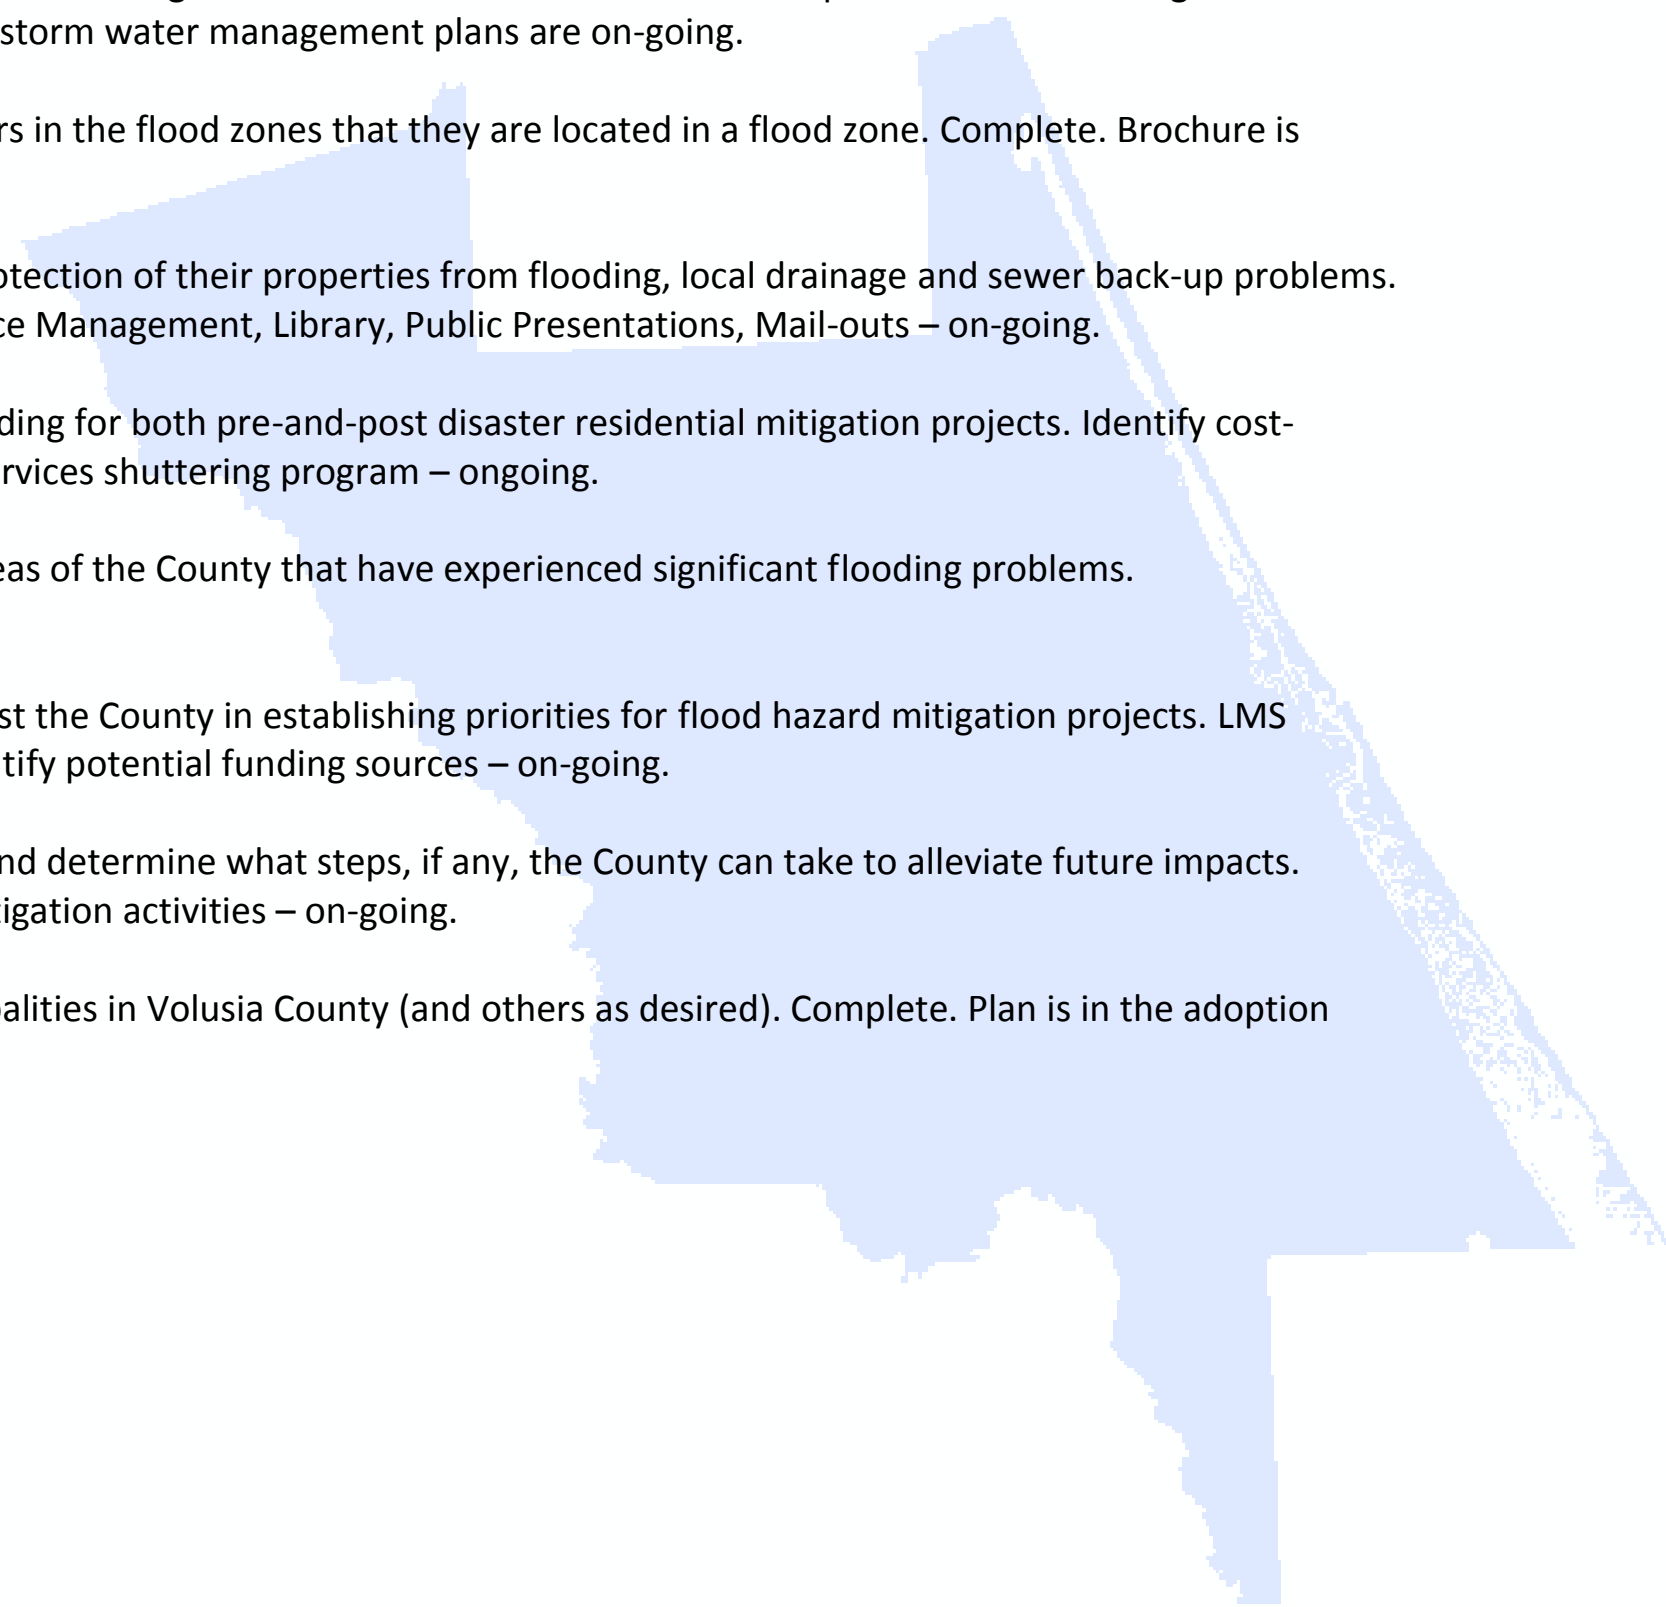 storm water management plans are on-going.
rs in the flood zones that they are located in a flood zone. Complete. Brochure is
otection of their properties from flooding, local drainage and sewer back-up problems.
ce Management, Library, Public Presentations, Mail-outs – on-going.
ding for both pre-and-post disaster residential mitigation projects. Identify cost-
rvices shuttering program – ongoing.
eas of the County that have experienced significant flooding problems.
st the County in establishing priorities for flood hazard mitigation projects. LMS
tify potential funding sources – on-going.
nd determine what steps, if any, the County can take to alleviate future impacts.
tigation activities – on-going.
palities in Volusia County (and others as desired). Complete. Plan is in the adoption